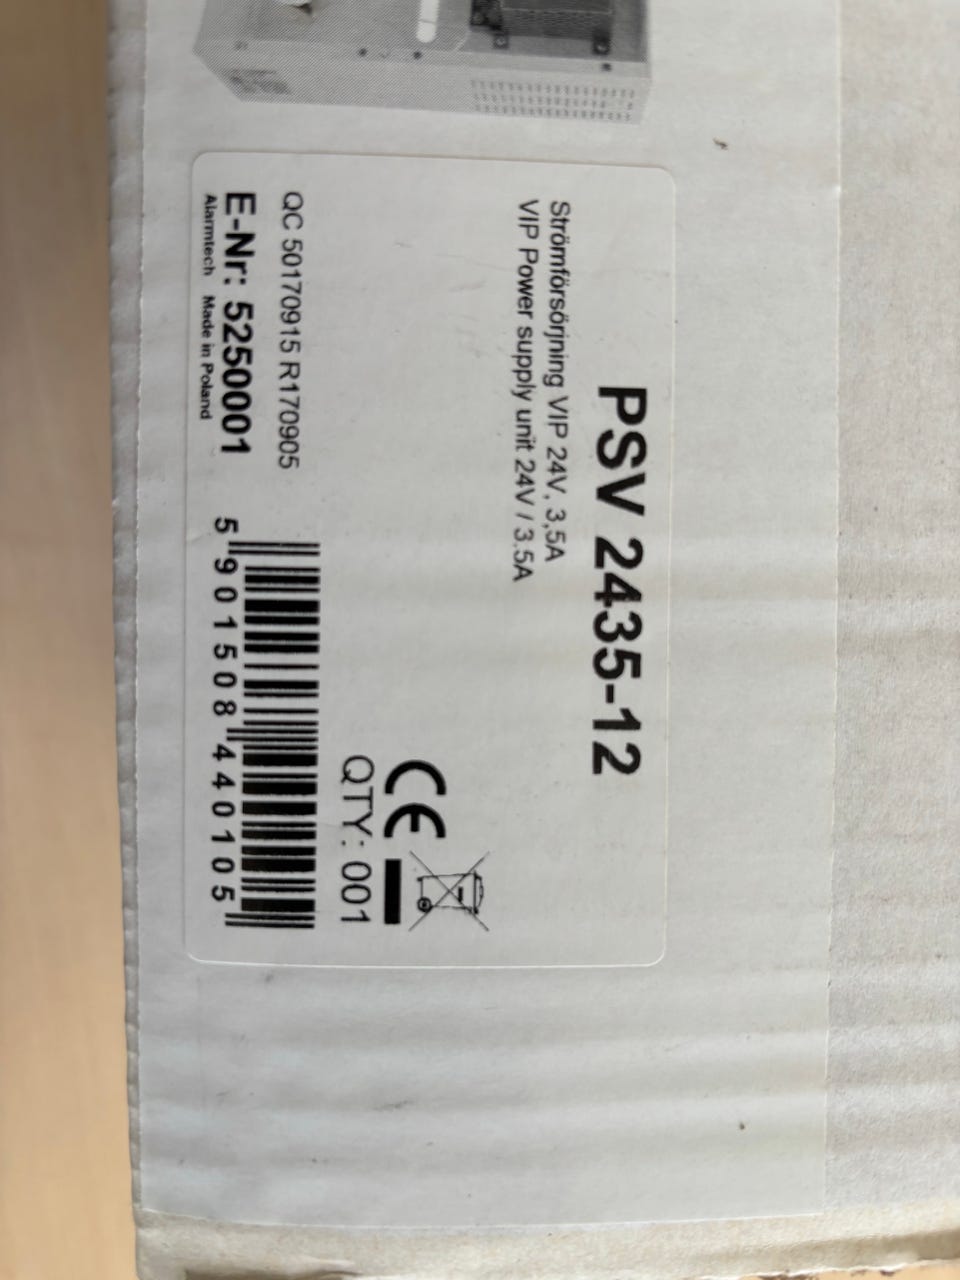 PSV 2435-12
Strömförsörjning VIP 24V, 3,5A
VIP Power supply unit 24V / 3.5A
CE
QTY: 001
QC 50170915 R170905
E-Nr: 5250001
Alarmtech Made in Poland
5 901508 440105